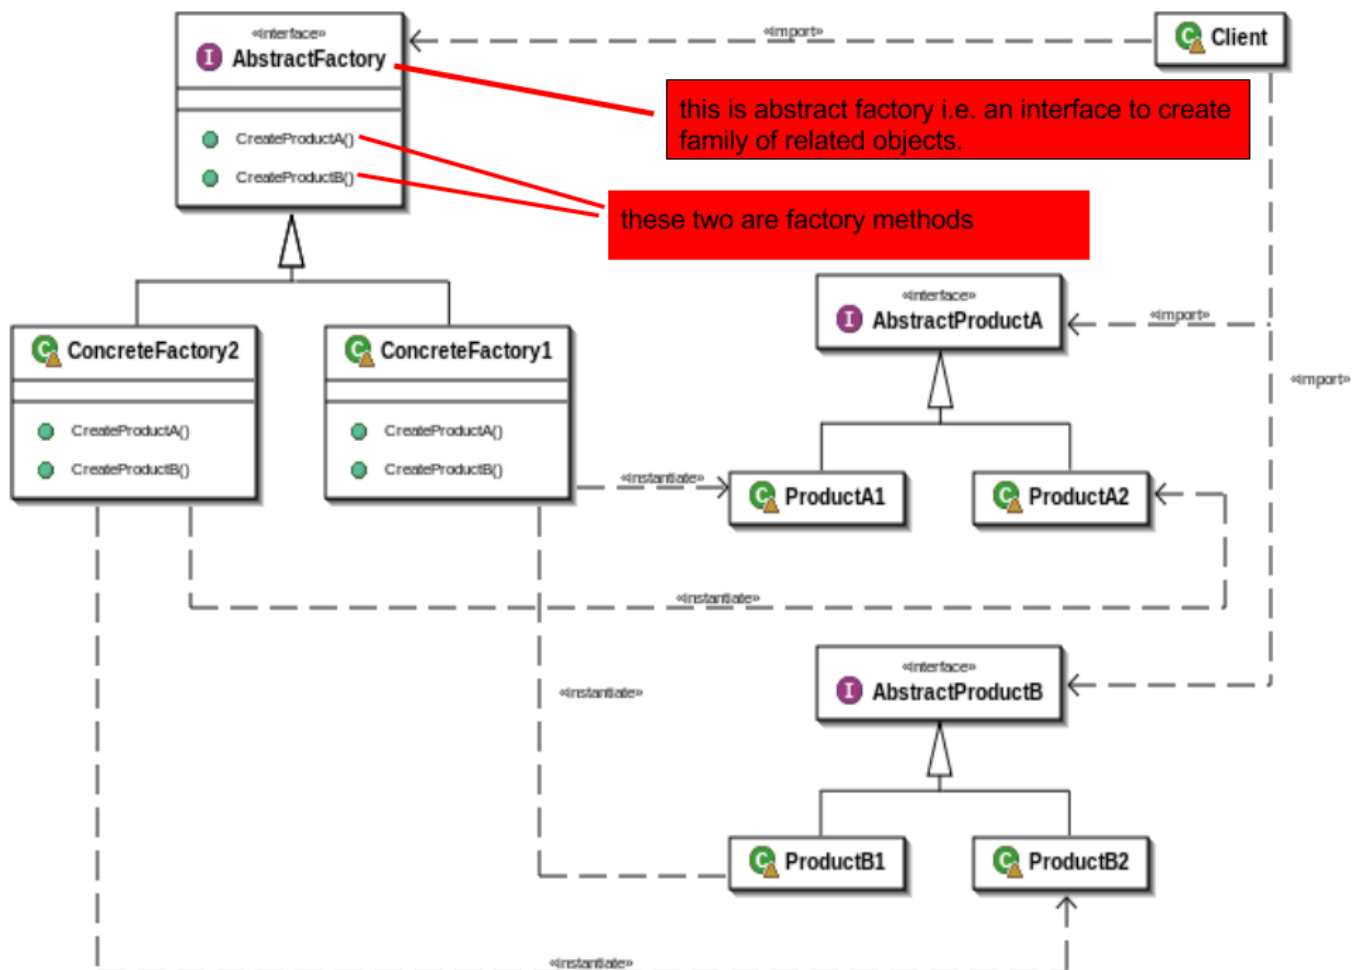 «interface»
I AbstractFactory
CreateProductA()
CreateProductB()
«import»
C Client
this is abstract factory i.e. an interface to create
family of related objects.
these two are factory methods
C ConcreteFactory2
CreateProductA()
CreateProductB()
C ConcreteFactory1
CreateProductA()
CreateProductB()
«interface»
I AbstractProductA
«import»
«import»
«instantiate»
C ProductA1
C ProductA2
«instantiate»
«interface»
I AbstractProductB
«instantiate»
C ProductB1
C ProductB2
«instantiate»